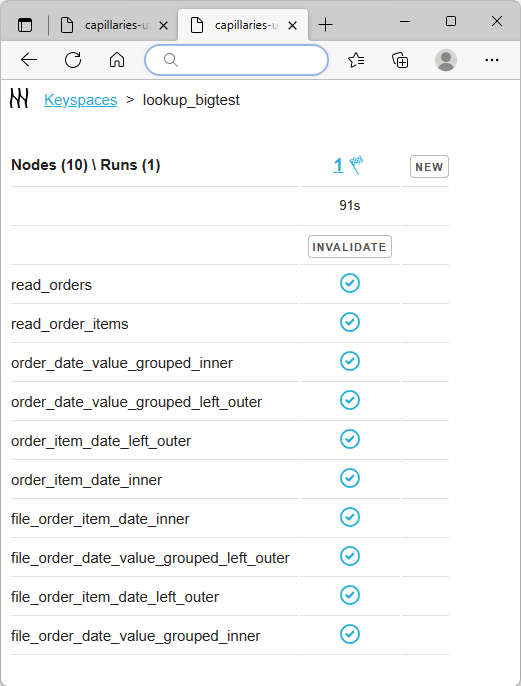 capillaries-u
capillaries-u
Keyspaces > lookup_bigtest
Nodes (10) \ Runs (1) 1 NEW
91s
INVALIDATE
read_orders
read_order_items
order_date_value_grouped_inner
order_date_value_grouped_left_outer
order_item_date_left_outer
order_item_date_inner
file_order_item_date_inner
file_order_date_value_grouped_left_outer
file_order_item_date_left_outer
file_order_date_value_grouped_inner